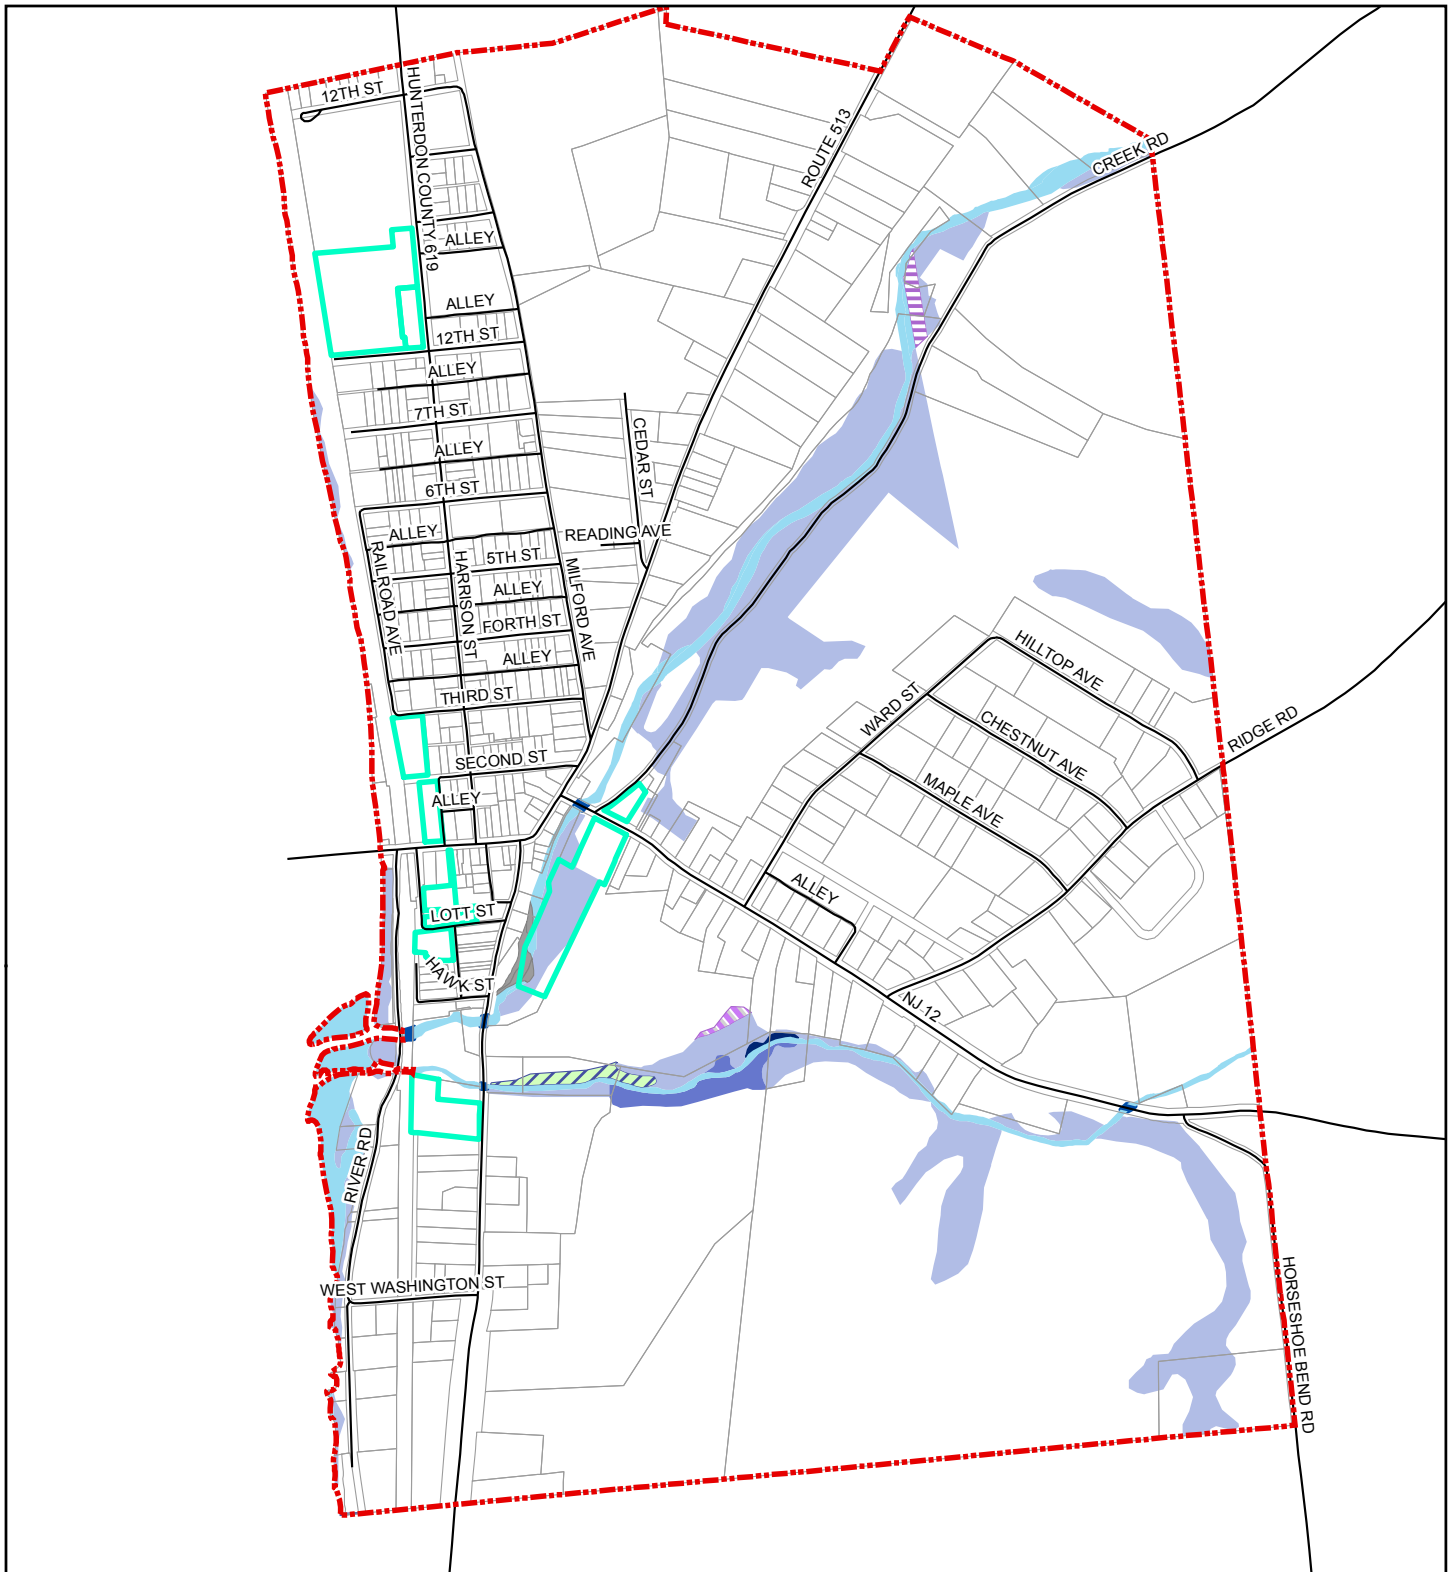 12TH ST
HUNTERDON COUNTY 619
ROUTE 513
CREEK RD
ALLEY
ALLEY
12TH ST
ALLEY
7TH ST
CEDAR ST
ALLEY
6TH ST
ALLEY
READING AVE
RAILROAD AVE
HARRISON ST
5TH ST
MILFORD AVE
ALLEY
FORTH ST
ALLEY
THIRD ST
HILLTOP AVE
WARD ST
CHESTNUT AVE
RIDGE RD
SECOND ST
MAPLE AVE
ALLEY
ALLEY
LOTT ST
HAWK ST
NJ 12
RIVER RD
WEST WASHINGTON ST
HORSESHOE BEND RD